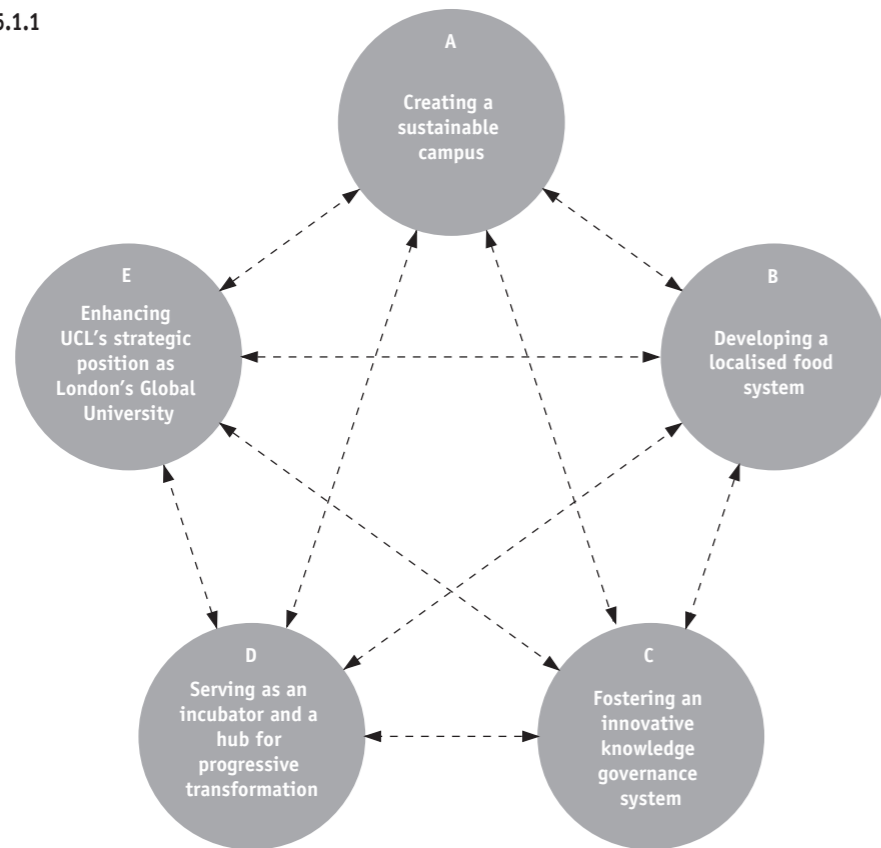 5.1.1
A
Creating a
sustainable
campus
E
Enhancing
UCL's strategic
position as
London's Global
University
B
Developing a
localised food
system
D
Serving as an
incubator and a
hub for
progressive
transformation
C
Fostering an
innovative
knowledge
governance
system